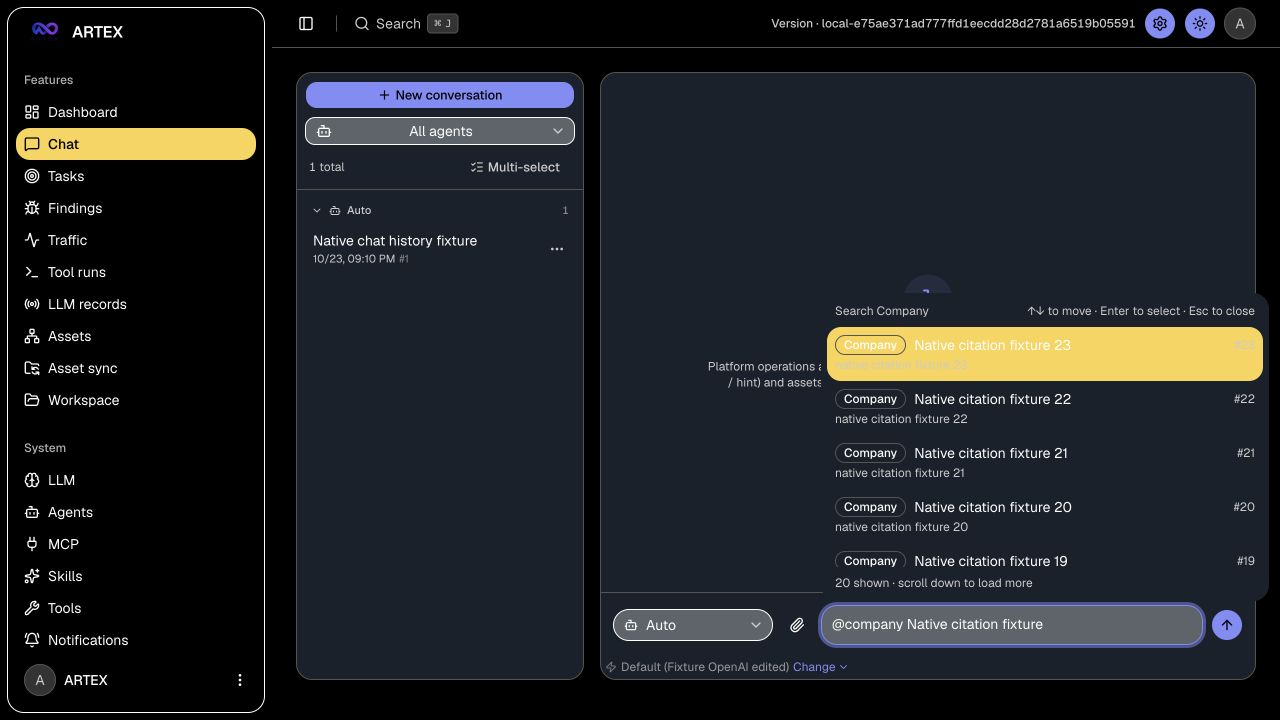 ARTEX
Features
Dashboard
Chat
Tasks
Findings
Traffic
Tool runs
LLM records
Assets
Asset sync
Workspace
System
LLM
Agents
MCP
Skills
Tools
Notifications
A ARTEX
Search ⌘ J
Version · local-e75ae371ad777ffd1eecdd28d2781a6519b05591
A
New conversation
All agents
1 total
Multi-select
Auto 1
Native chat history fixture
10/23, 09:10 PM #1
Platform operations
/ hint) and assets
Search Company
↑↓ to move · Enter to select · Esc to close
Company Native citation fixture 23 #23
native citation fixture 23
Company Native citation fixture 22 #22
native citation fixture 22
Company Native citation fixture 21 #21
native citation fixture 21
Company Native citation fixture 20 #20
native citation fixture 20
Company Native citation fixture 19 #19
20 shown · scroll down to load more
Auto
@company Native citation fixture
Default (Fixture OpenAI edited) Change